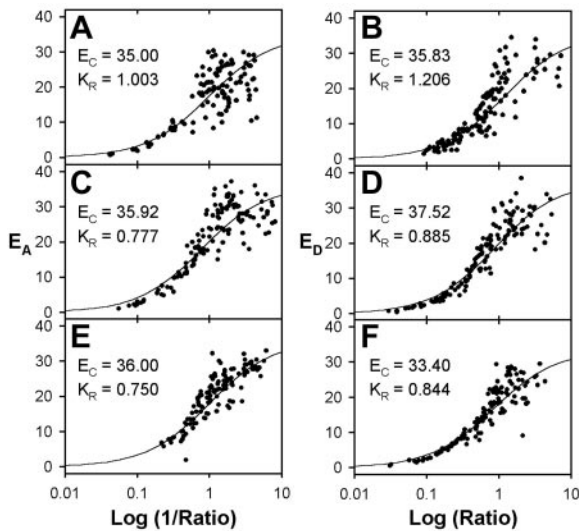 A
B
40
30
20
10
0
E_C = 35.00
K_R = 1.003
40
30
20
10
0
E_C = 35.83
K_R = 1.206
C
D
40
30
20
10
0
E_C = 35.92
K_R = 0.777
E_A
40
30
20
10
0
E_C = 37.52
K_R = 0.885
E_D
E
F
40
30
20
10
0
E_C = 36.00
K_R = 0.750
40
30
20
10
0
E_C = 33.40
K_R = 0.844
0.01 0.1 1 10
0.01 0.1 1 10
Log (1/Ratio)
Log (Ratio)